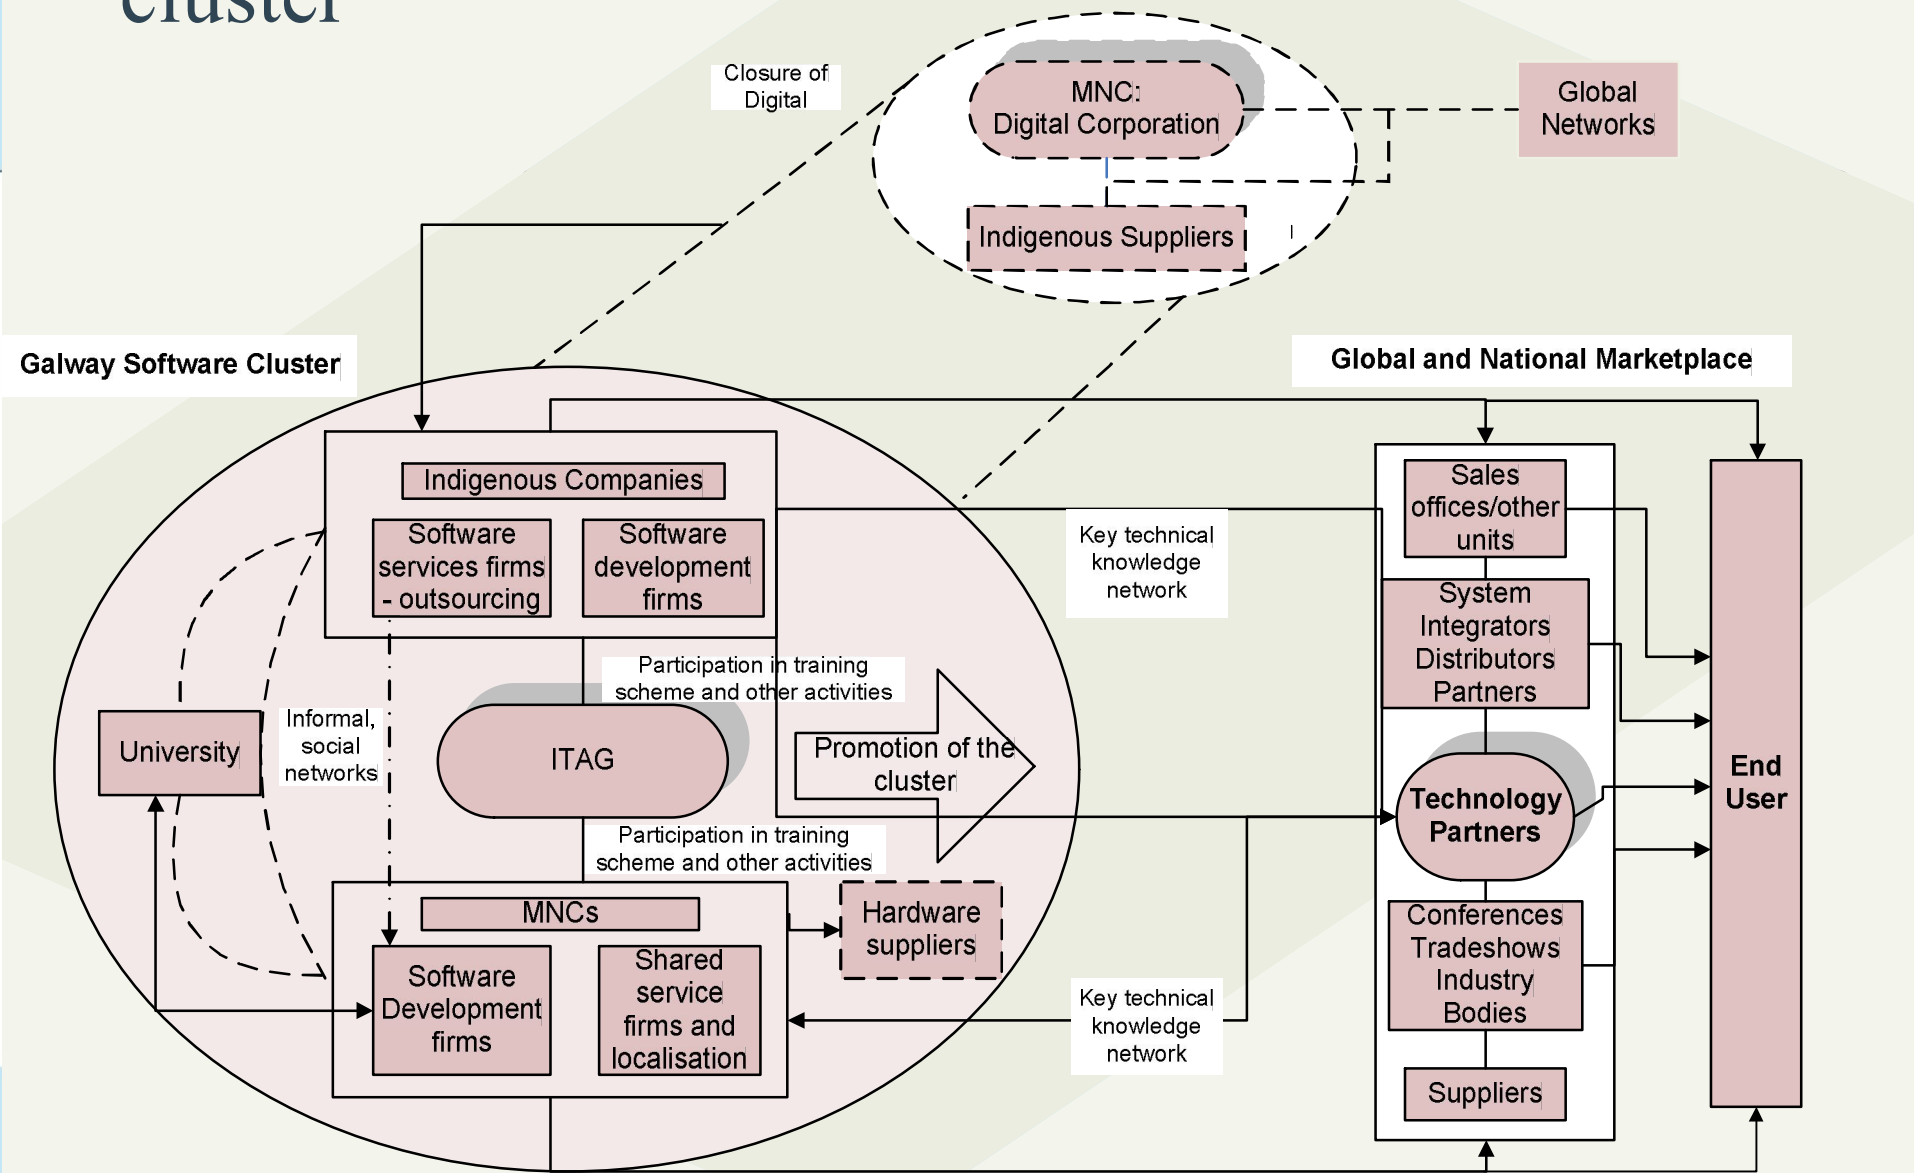 cluster
Closure of
Digital
MNC:
Digital Corporation
Global
Networks
Indigenous Suppliers
Galway Software Cluster
Global and National Marketplace
Indigenous Companies
Software
services firms
- outsourcing
Software
development
firms
Key technical
knowledge
network
Sales
offices/other
units
System
Integrators
Distributors
Partners
Participation in training
scheme and other activities
University
Informal,
social
networks
ITAG
Promotion of the
cluster
Technology
Partners
End
User
Participation in training
scheme and other activities
MNCs
Hardware
suppliers
Software
Development
firms
Shared
service
firms and
localisation
Key technical
knowledge
network
Conferences
Tradeshows
Industry
Bodies
Suppliers